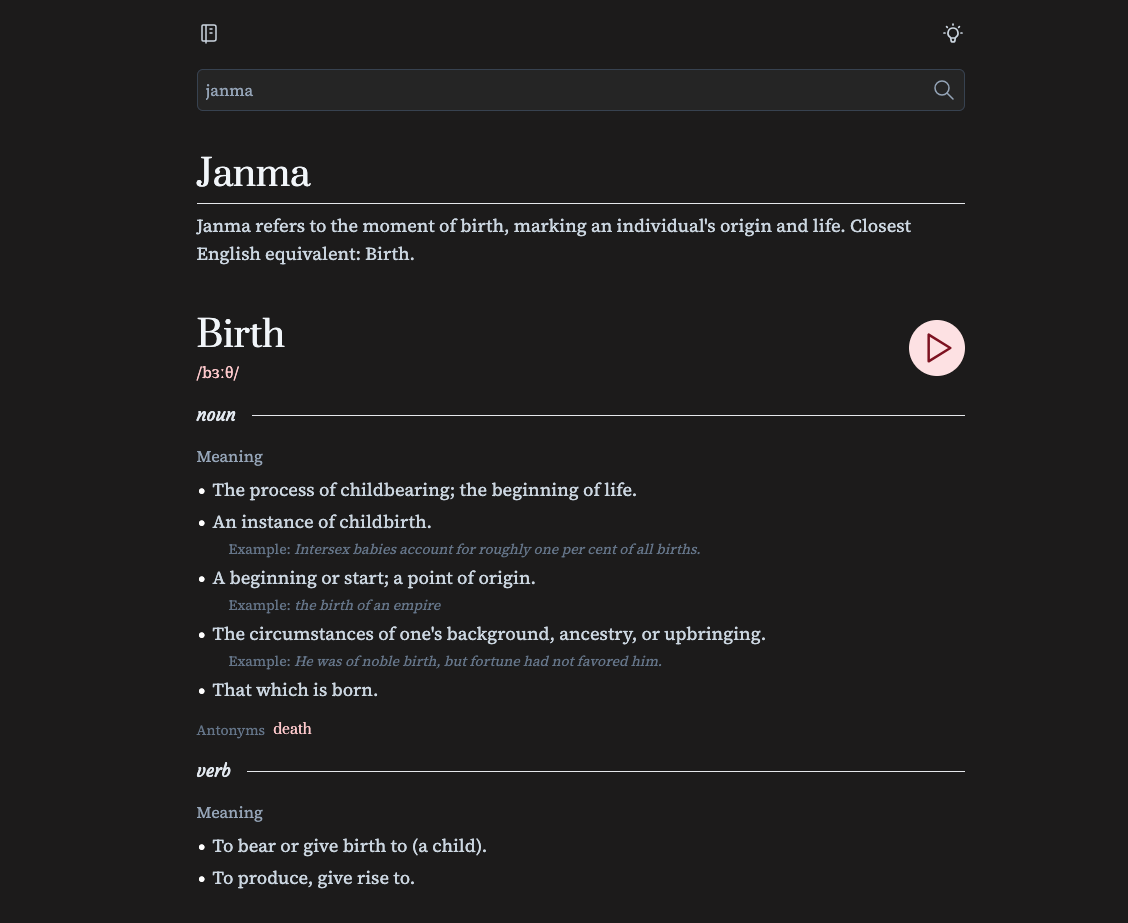 janma
Janma
Janma refers to the moment of birth, marking an individual's origin and life. Closest
English equivalent: Birth.
Birth
/bɜːθ/
noun
Meaning
• The process of childbearing; the beginning of life.
• An instance of childbirth.
Example: Intersex babies account for roughly one per cent of all births.
• A beginning or start; a point of origin.
Example: the birth of an empire
• The circumstances of one's background, ancestry, or upbringing.
Example: He was of noble birth, but fortune had not favored him.
• That which is born.
Antonyms death
verb
Meaning
• To bear or give birth to (a child).
• To produce, give rise to.